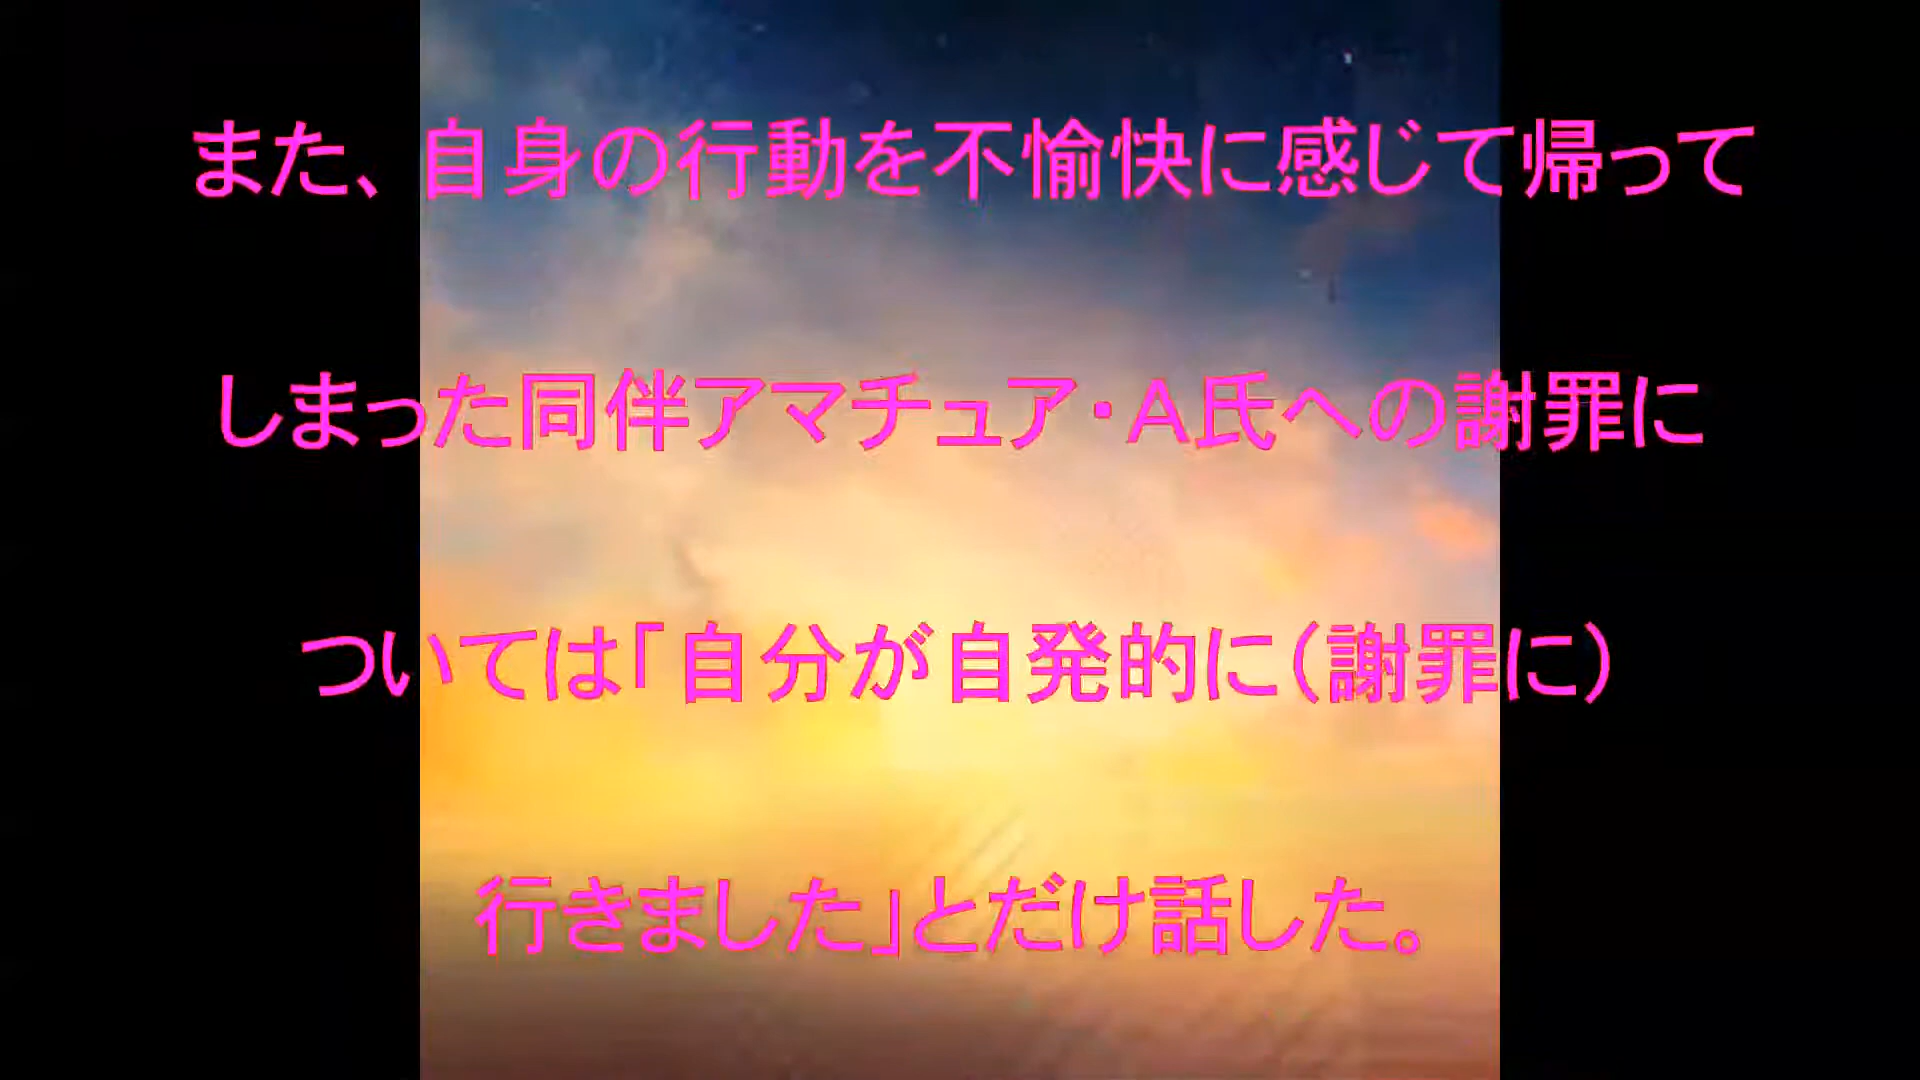 また、自身の行動を不愉快に感じて帰って
しまった同伴アマチュア・A氏への謝罪に
ついては「自分が自発的に（謝罪に）
行きました」とだけ話した。